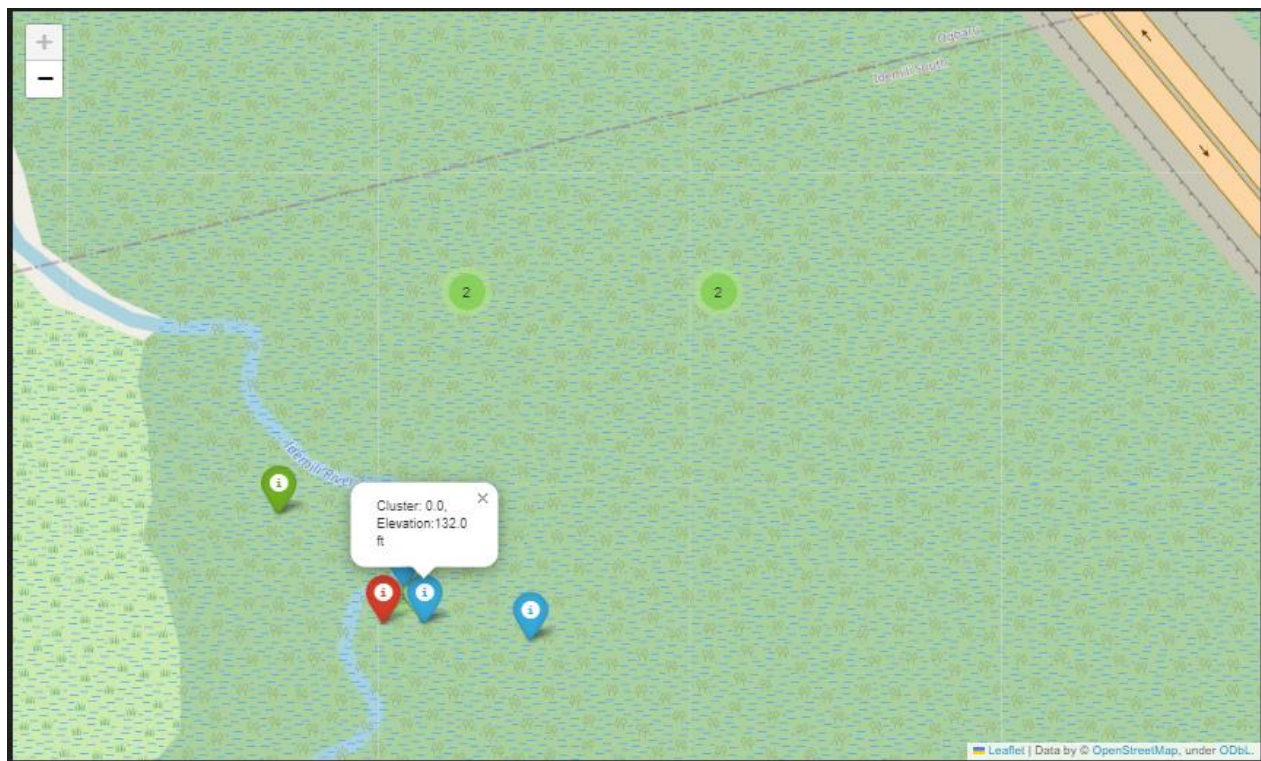 +
−
Ogbaru
Idemili South
2
2
Idemili River
Cluster: 0.0,
Elevation:132.0
ft
×
i
i
i
i
Leaflet | Data by © OpenStreetMap, under ODbL.